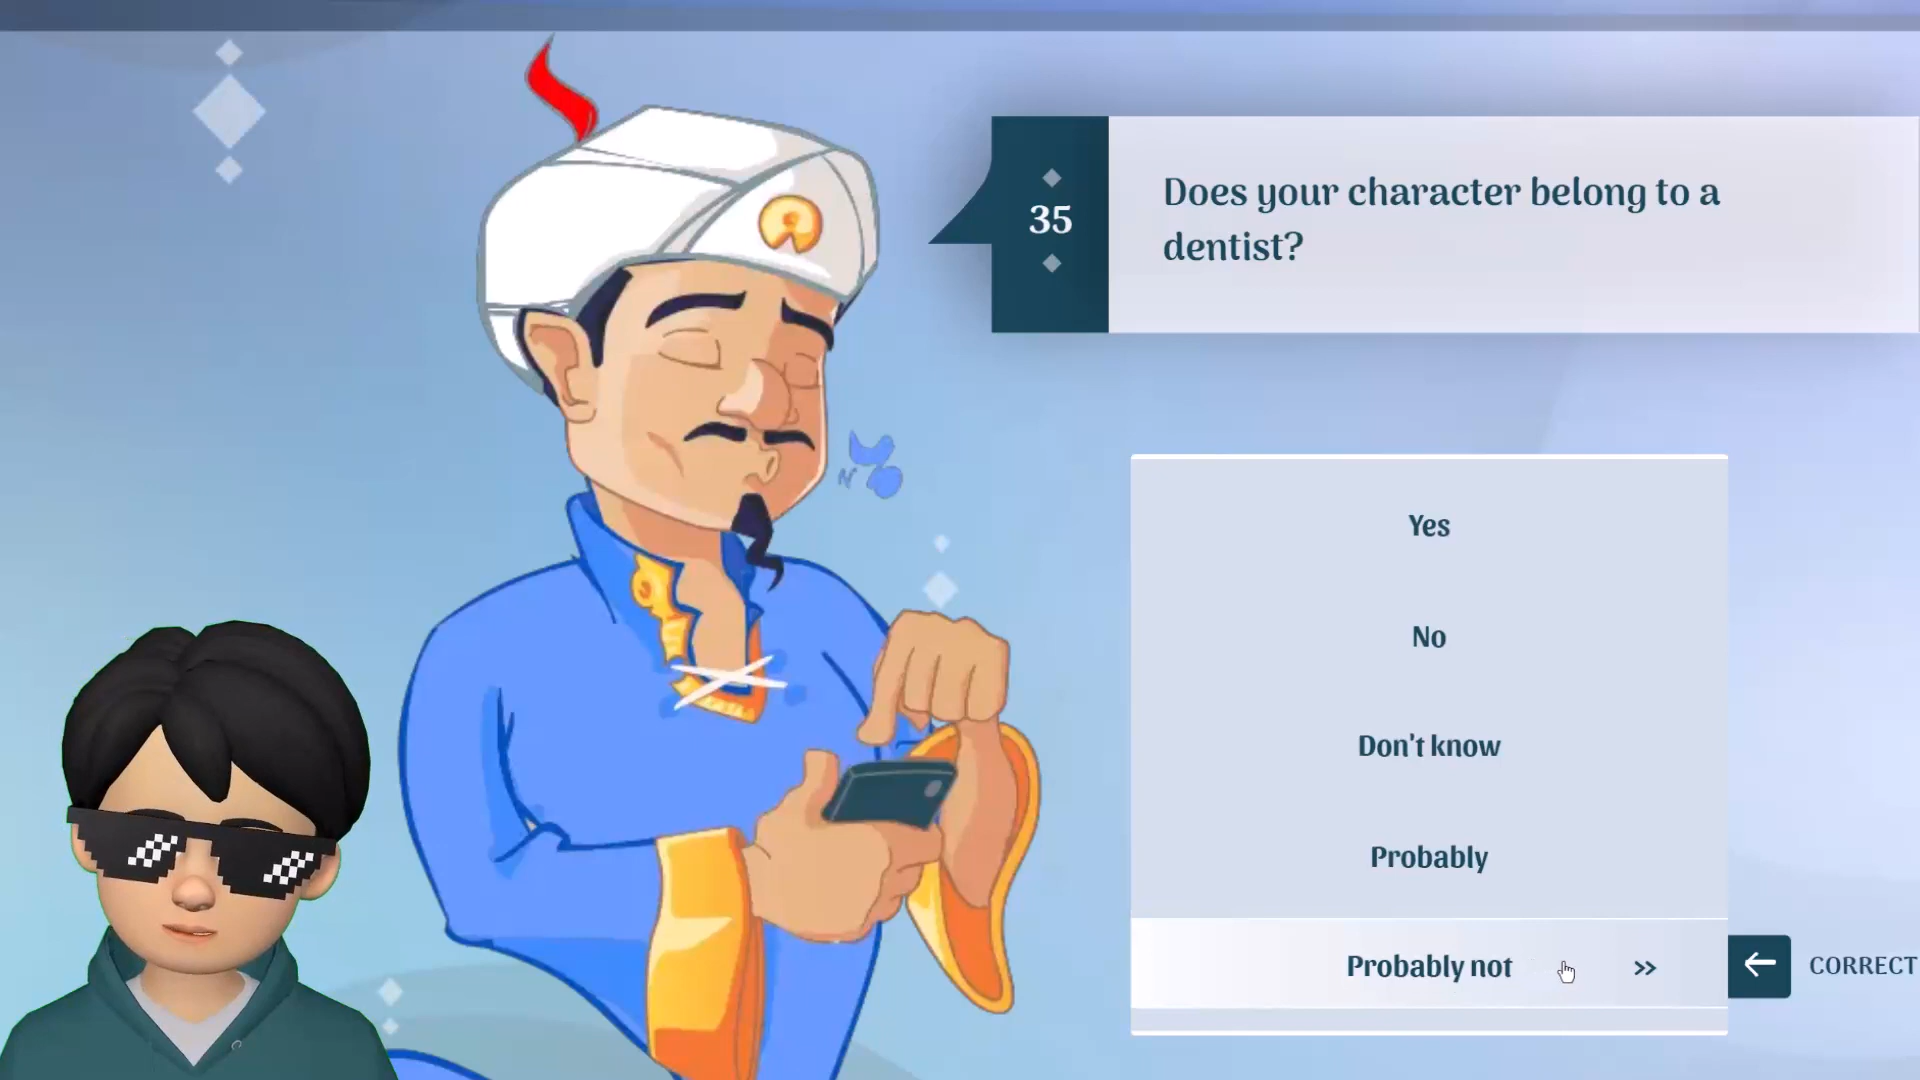 35
Does your character belong to a
dentist?
Yes
No
Don't know
Probably
Probably not
CORRECT